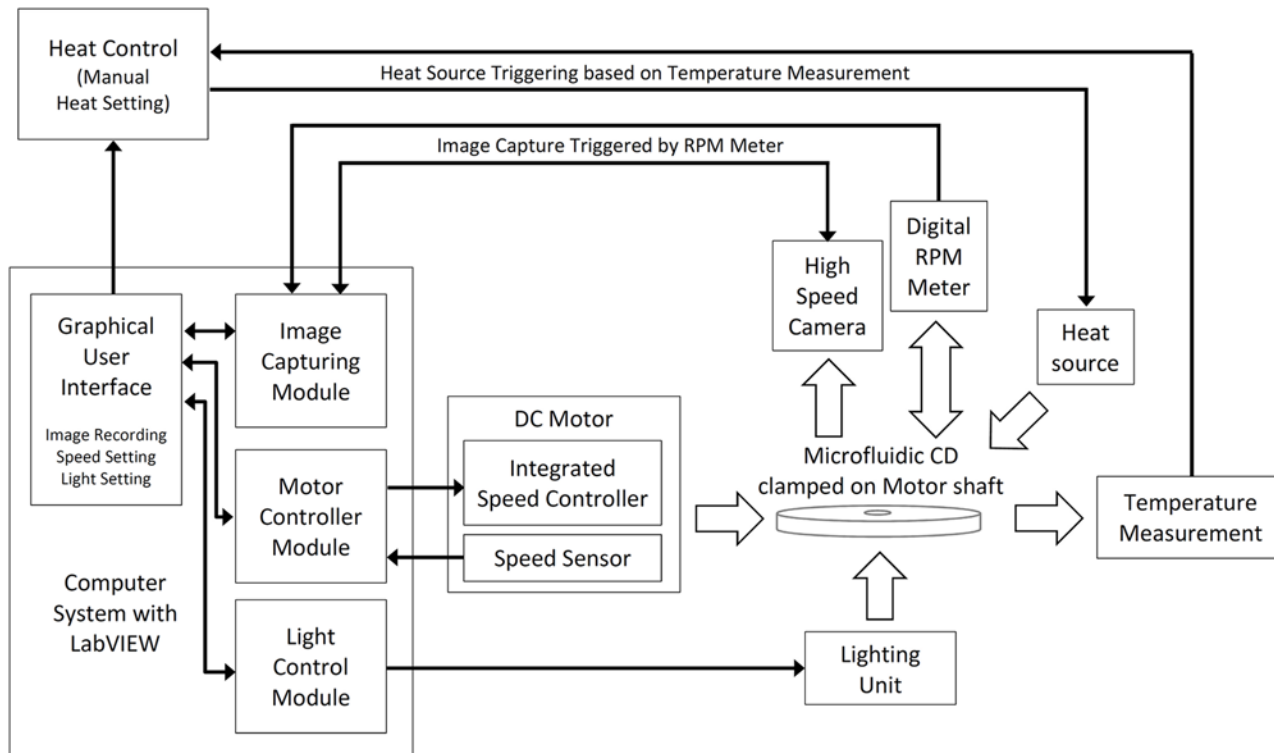 Heat Control
(Manual
Heat Setting)
Heat Source Triggering based on Temperature Measurement
Image Capture Triggered by RPM Meter
Digital
RPM
Meter
High
Speed
Camera
Heat
source
Graphical
User
Interface
Image Recording
Speed Setting
Light Setting
Image
Capturing
Module
DC Motor
Integrated
Speed Controller
Speed Sensor
Motor
Controller
Module
Microfluidic CD
clamped on Motor shaft
Temperature
Measurement
Computer
System with
LabVIEW
Light
Control
Module
Lighting
Unit